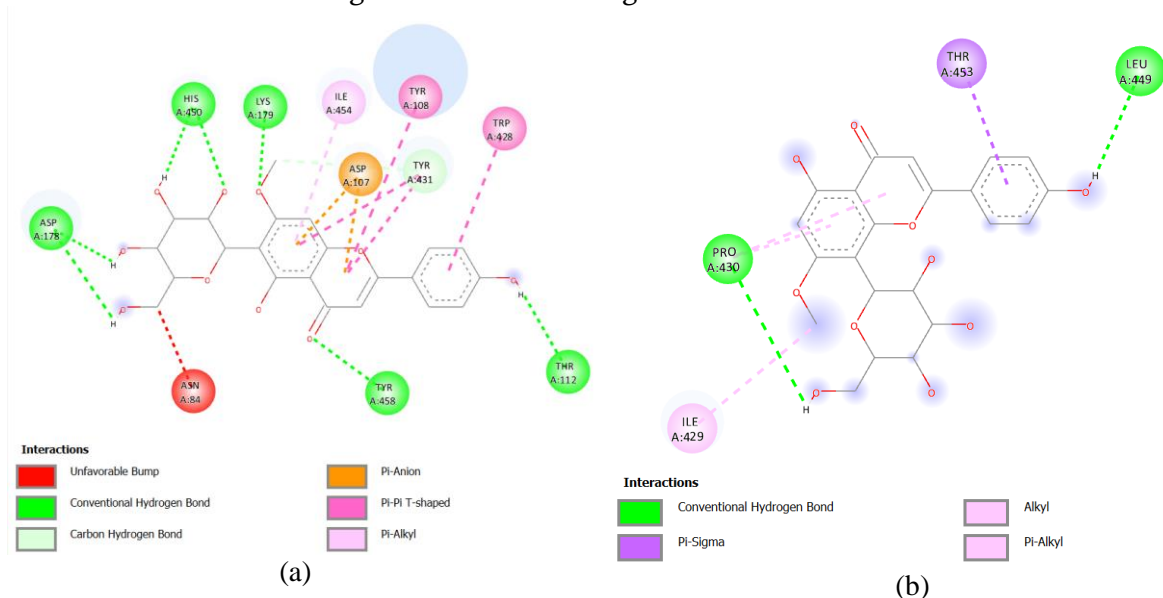 HIS
A:490
LYS
A:179
ILE
A:454
TYR
A:108
TRP
A:428
ASP
A:107
TYR
A:431
ASP
A:178
ASN
A:84
TYR
A:458
THR
A:112
H
O
O
O
H
O
H
O
O
O
O
O
O
H
Interactions
Unfavorable Bump
Conventional Hydrogen Bond
Carbon Hydrogen Bond
Pi-Anion
Pi-Pi T-shaped
Pi-Alkyl
(a)
THR
A:453
LEU
A:449
PRO
A:430
ILE
A:429
O
O
O
H
O
O
O
O
O
O
O
H
Interactions
Conventional Hydrogen Bond
Pi-Sigma
Alkyl
Pi-Alkyl
(b)